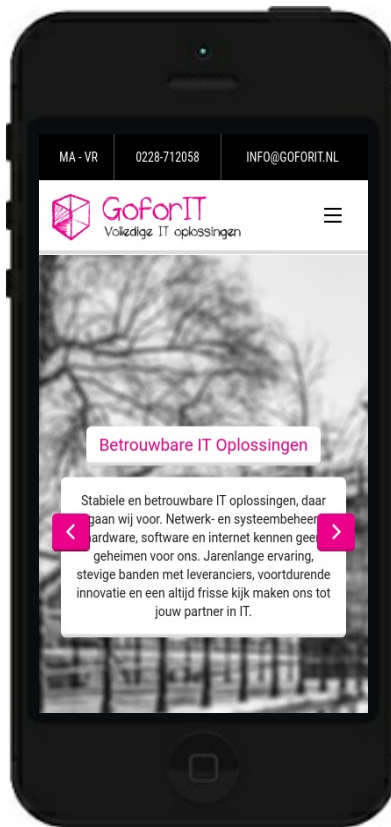 MA - VR 0228-712058 INFO@GOFORIT.NL
GoforIT
Volledige IT oplossingen
Betrouwbare IT Oplossingen
Stabiele en betrouwbare IT oplossingen, daar
gaan wij voor. Netwerk- en systeembeheer,
hardware, software en internet kennen geen
geheimen voor ons. Jarenlange ervaring,
stevige banden met leveranciers, voortdurende
innovatie en een altijd frisse kijk maken ons tot
jouw partner in IT.